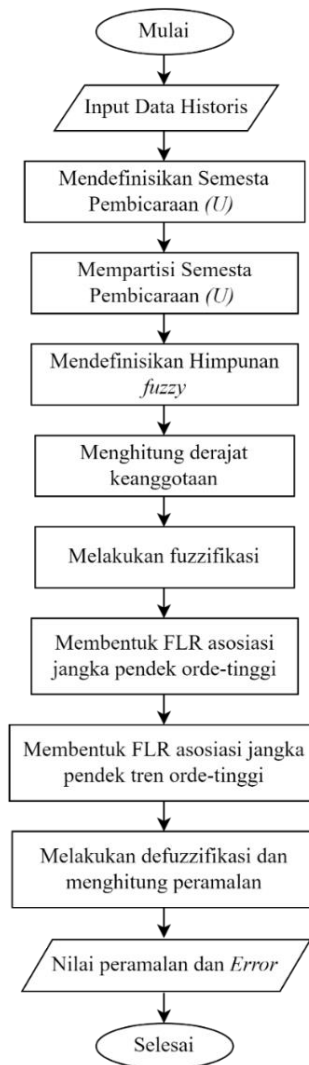 Mulai
Input Data Historis
Mendefinisikan Semesta
Pembicaraan (U)
Mempartisi Semesta
Pembicaraan (U)
Mendefinisikan Himpunan
fuzzy
Menghitung derajat
keanggotaan
Melakukan fuzzifikasi
Membentuk FLR asosiasi
jangka pendek orde-tinggi
Membentuk FLR asosiasi jangka
pendek tren orde-tinggi
Melakukan defuzzifikasi dan
menghitung peramalan
Nilai peramalan dan Error
Selesai